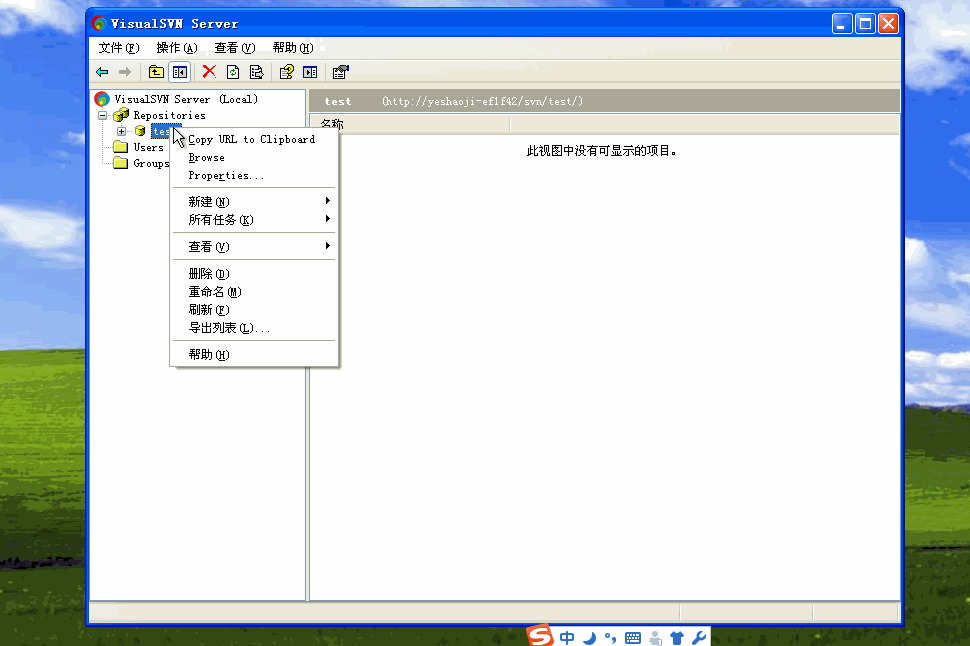 VisualSVN Server
文件(F) 操作(A) 查看(V) 帮助(H)
VisualSVN Server (Local)
Repositories
Users
Groups
test (http://yeshaoji-ef1f42/svn/test/)
名称
此视图中没有可显示的项目。
Copy URL to Clipboard
Browse
Properties...
新建(N)
所有任务(K)
查看(V)
删除(D)
重命名(M)
刷新(F)
导出列表(L)...
帮助(H)
中